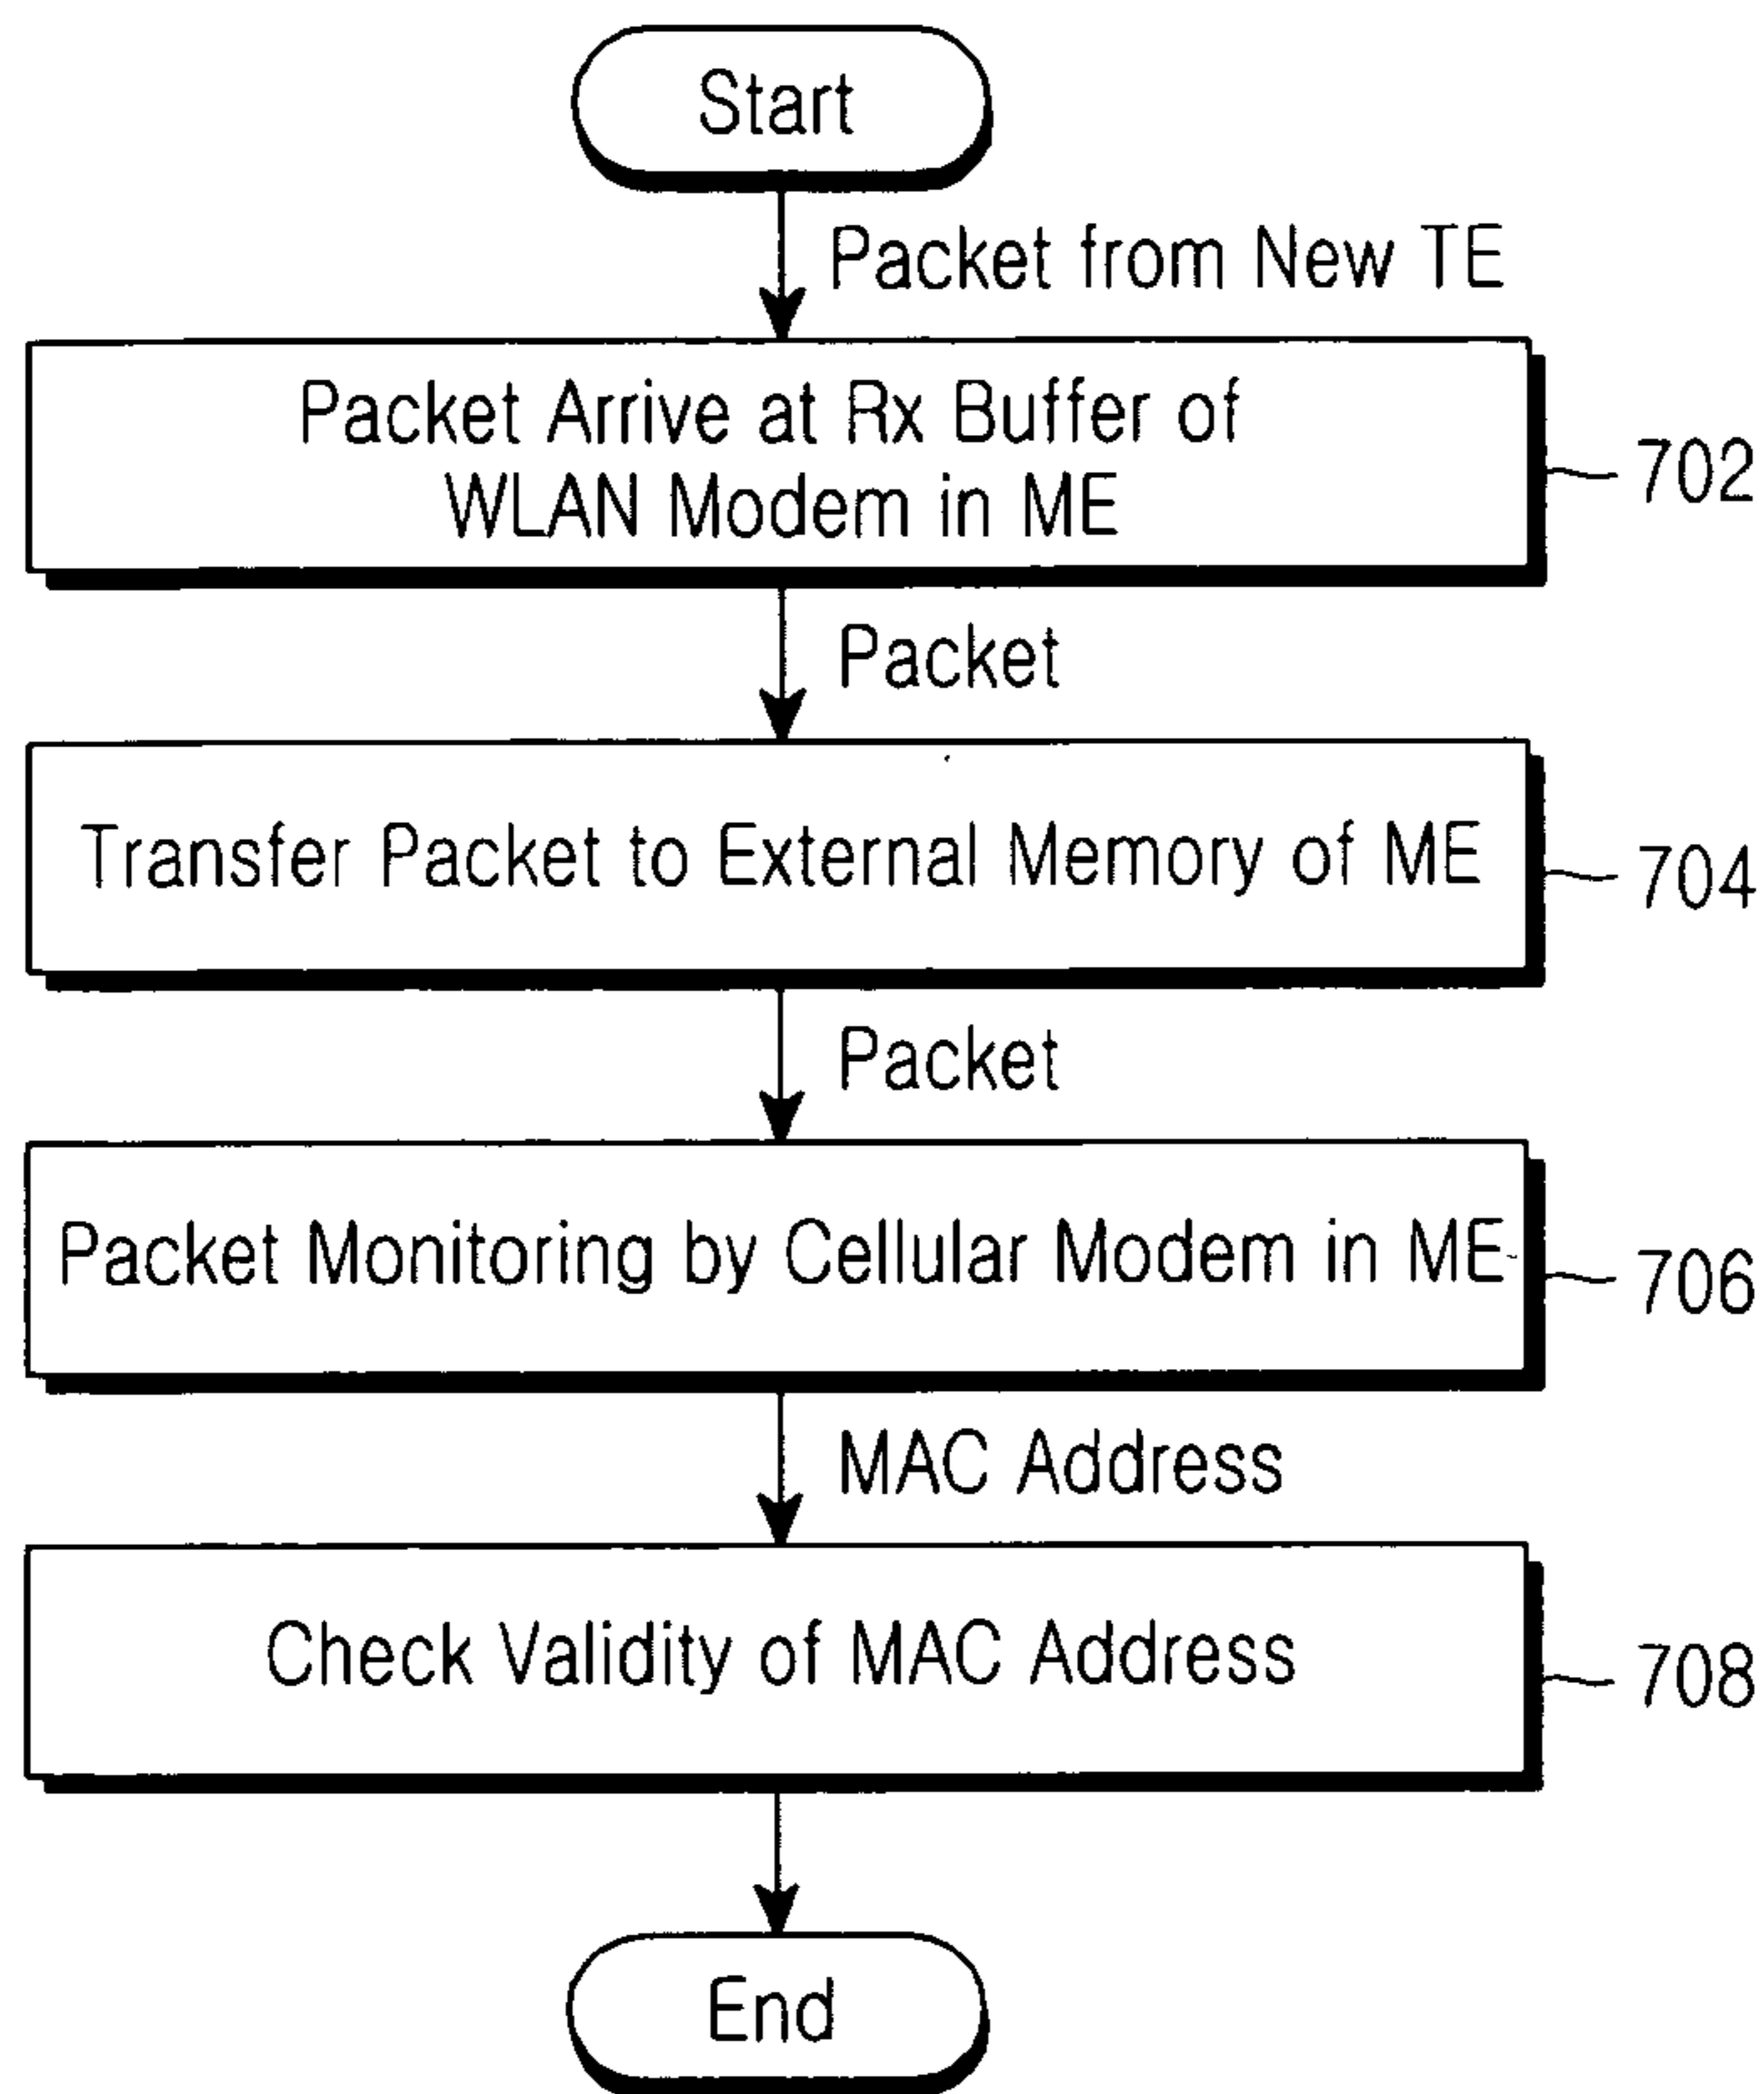 Start
Packet from New TE
Packet Arrive at Rx Buffer of
WLAN Modem in ME
702
Packet
Transfer Packet to External Memory of ME
704
Packet
Packet Monitoring by Cellular Modem in ME
706
MAC Address
Check Validity of MAC Address
708
End